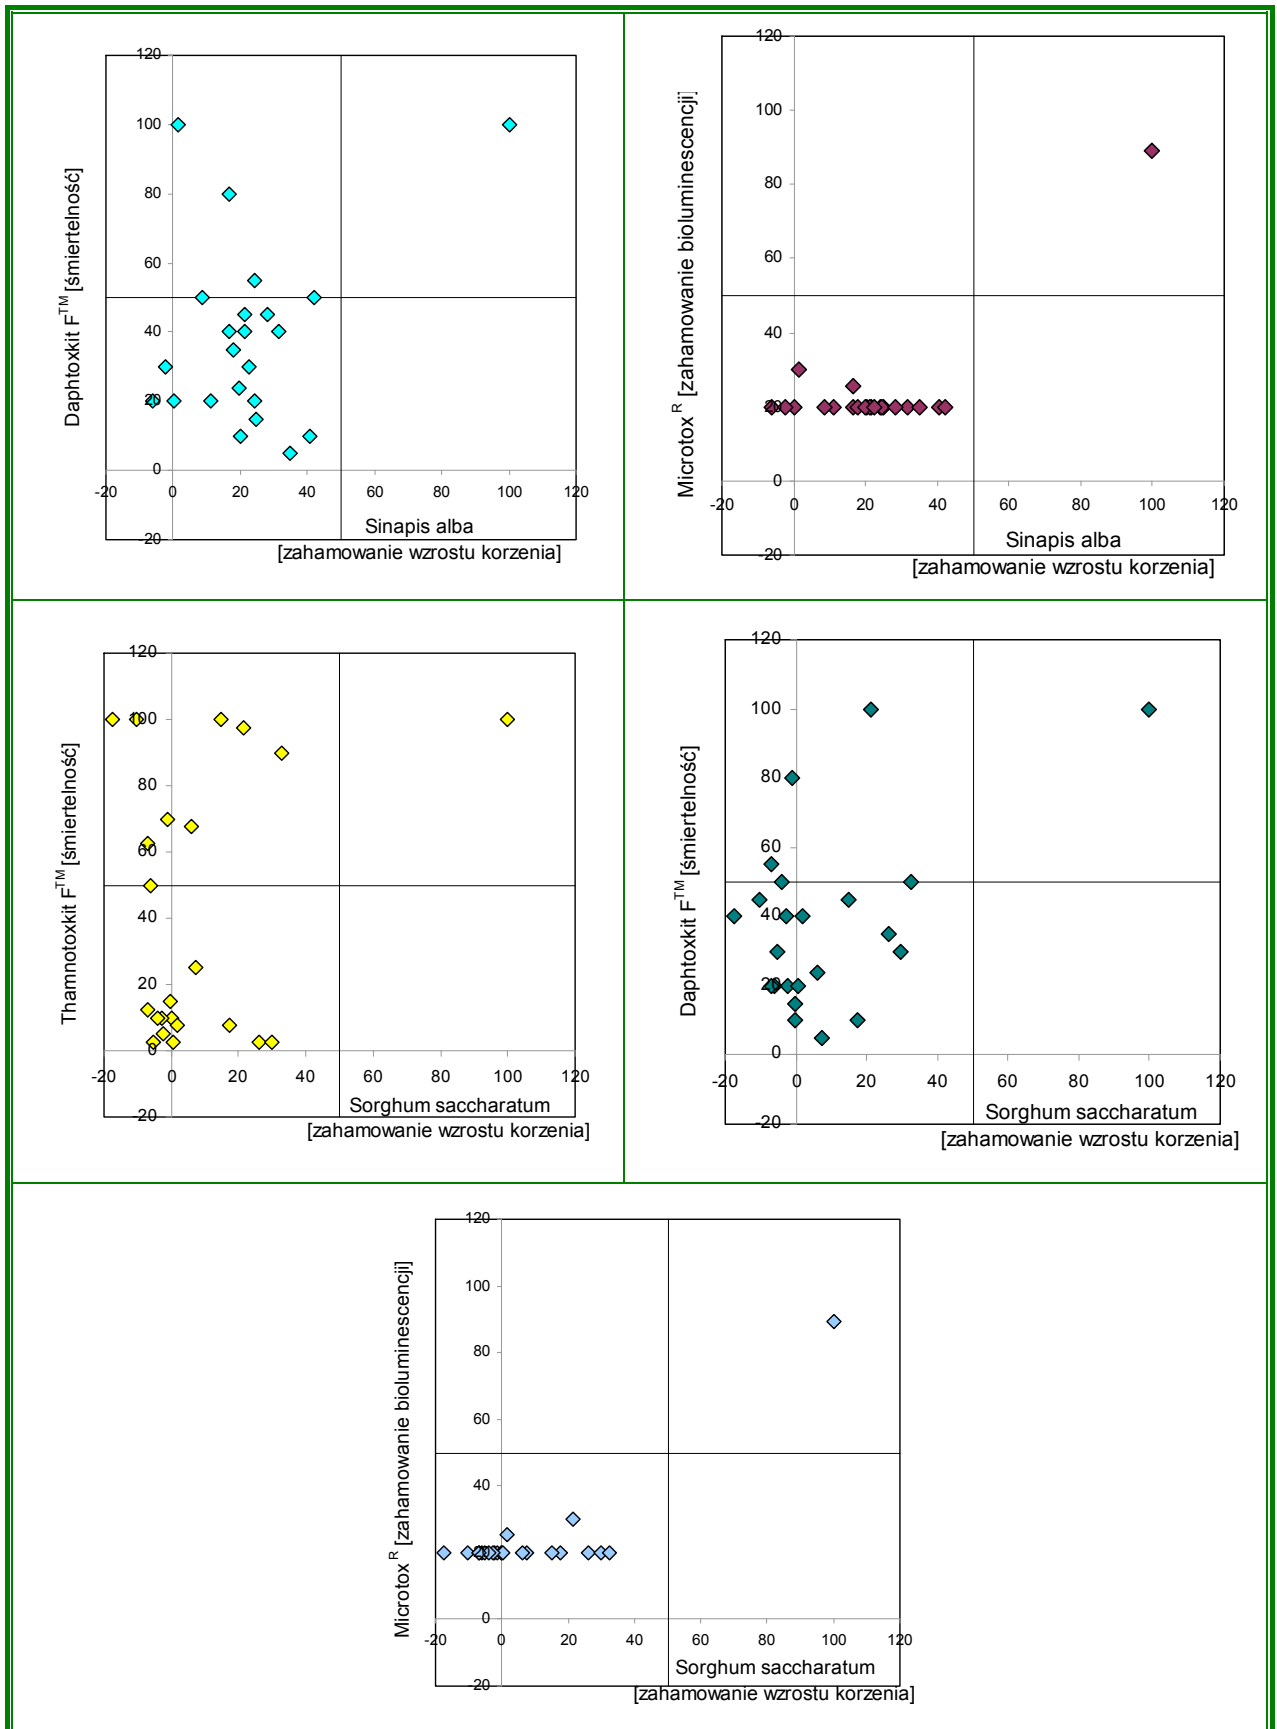 120
100
80
60
40
20
0
-20
-20 0 20 40 60 80 100 120
Daphtoxkit F™ [śmiertelność]
Sinapis alba
[zahamowanie wzrostu korzenia]
120
100
80
60
40
20
0
-20
-20 0 20 40 60 80 100 120
Microtox R [zahamowanie bioluminescencji]
Sinapis alba
[zahamowanie wzrostu korzenia]
120
100
80
60
40
20
0
-20
-20 0 20 40 60 80 100 120
Thamnotoxkit F™ [śmiertelność]
Sorghum saccharatum
[zahamowanie wzrostu korzenia]
120
100
80
60
40
20
0
-20
-20 0 20 40 60 80 100 120
Daphtoxkit F™ [śmiertelność]
Sorghum saccharatum
[zahamowanie wzrostu korzenia]
120
100
80
60
40
20
0
-20
-20 0 20 40 60 80 100 120
Microtox R [zahamowanie bioluminescencji]
Sorghum saccharatum
[zahamowanie wzrostu korzenia]